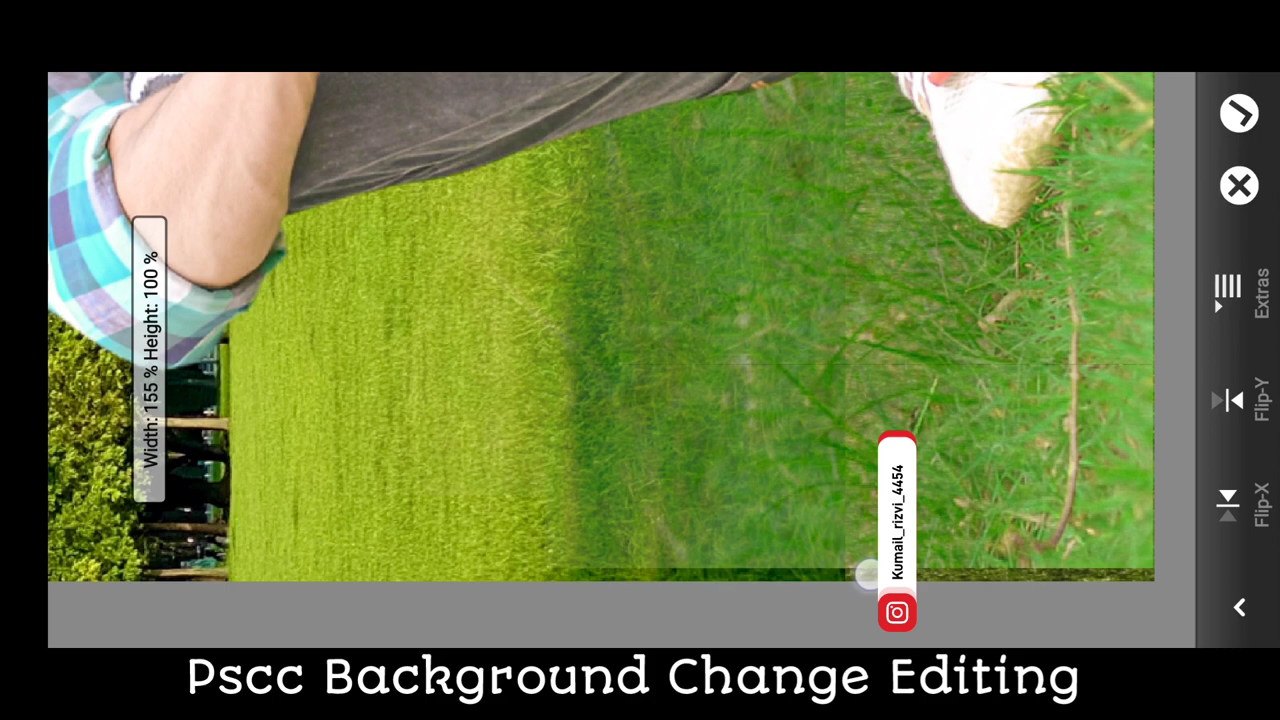 Width: 155 % Height: 100 %
Extras
Flip-Y
Flip-X
Kumail_rizvi_4454
Pscc Background Change Editing